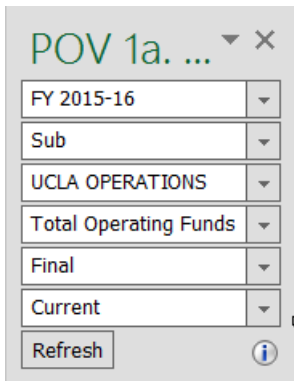 POV 1a. ...
FY 2015-16
Sub
UCLA OPERATIONS
Total Operating Funds
Final
Current
Refresh